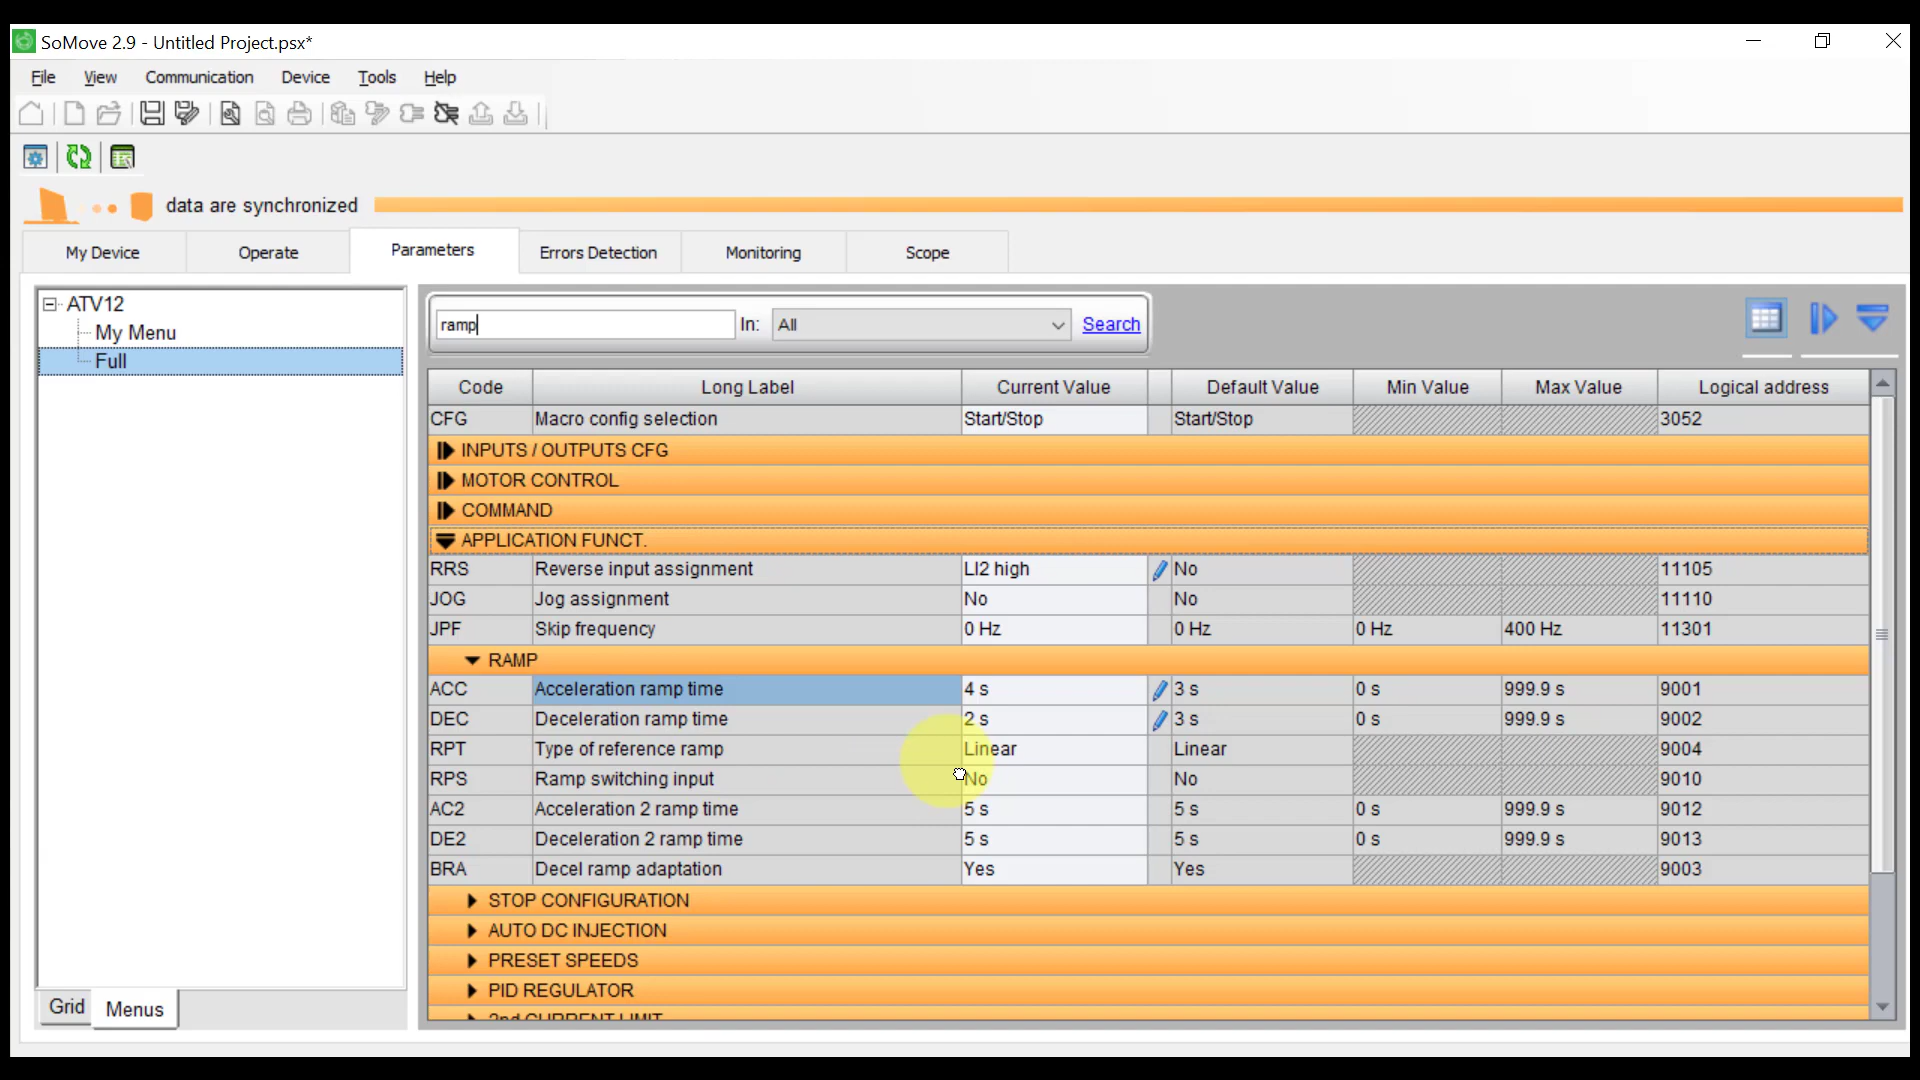 SoMove 2.9 - Untitled Project.psx*
File View Communication Device Tools Help
data are synchronized
My Device Operate Parameters Errors Detection Monitoring Scope
ATV12
My Menu
Full
ramp In: All Search
Code Long Label Current Value Default Value Min Value Max Value Logical address
CFG Macro config selection Start/Stop Start/Stop 3052
INPUTS / OUTPUTS CFG
MOTOR CONTROL
COMMAND
APPLICATION FUNCT.
RRS Reverse input assignment LI2 high No 11105
JOG Jog assignment No No 11110
JPF Skip frequency 0 Hz 0 Hz 0 Hz 400 Hz 11301
RAMP
ACC Acceleration ramp time 4 s 3 s 0 s 999.9 s 9001
DEC Deceleration ramp time 2 s 3 s 0 s 999.9 s 9002
RPT Type of reference ramp Linear Linear 9004
RPS Ramp switching input No No 9010
AC2 Acceleration 2 ramp time 5 s 5 s 0 s 999.9 s 9012
DE2 Deceleration 2 ramp time 5 s 5 s 0 s 999.9 s 9013
BRA Decel ramp adaptation Yes Yes 9003
STOP CONFIGURATION
AUTO DC INJECTION
PRESET SPEEDS
PID REGULATOR
2nd CURRENT LIMIT
Grid Menus